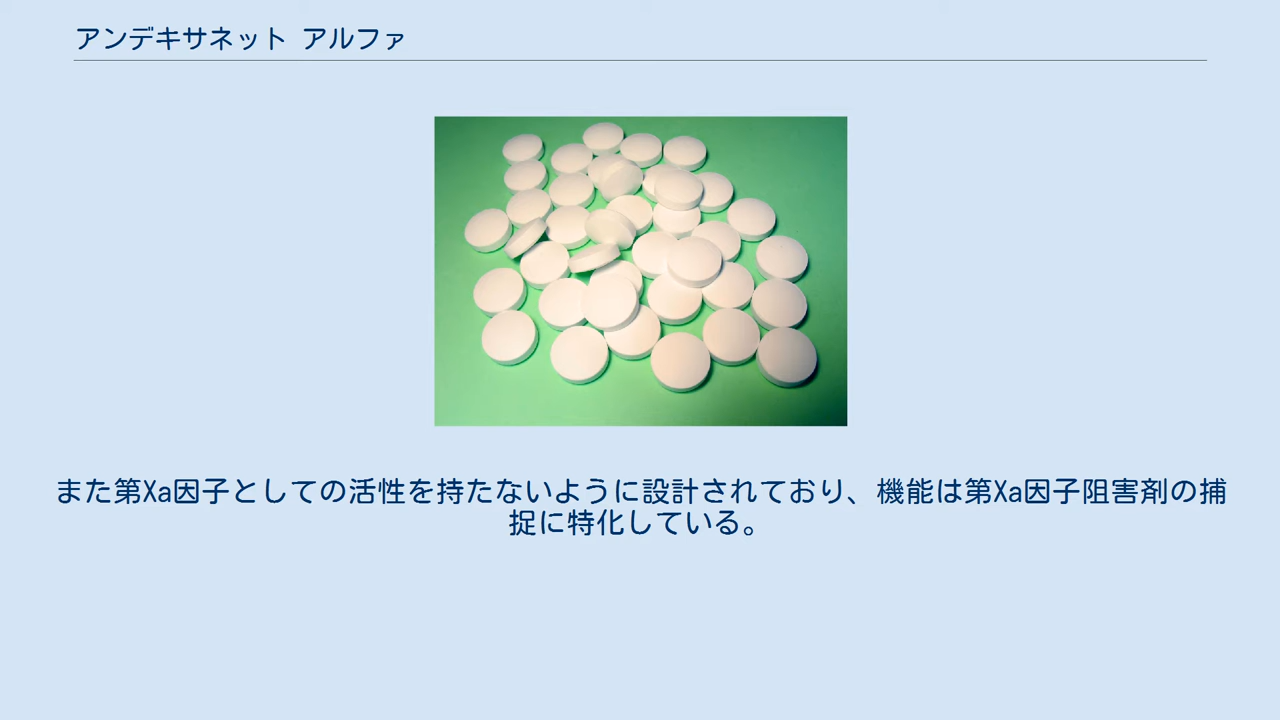 アンデキサネット アルファ
また第Xa因子としての活性を持たないように設計されており、機能は第Xa因子阻害剤の捕
捉に特化している。